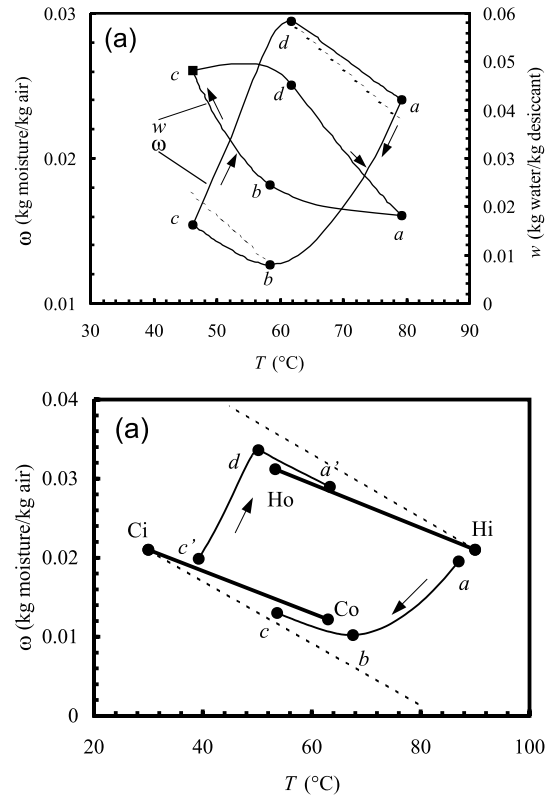 (a)
0.03
0.02
0.01
ω (kg moisture/kg air)
0.06
0.05
0.04
0.03
0.02
0.01
0
w (kg water/kg desiccant)
d
c
d
a
w
ω
b
c
a
b
30 40 50 60 70 80 90
T (°C)
(a)
0.04
0.03
0.02
0.01
0
ω (kg moisture/kg air)
d
a'
Ho
Ci
Hi
c'
a
Co
c
b
20 40 60 80 100
T (°C)